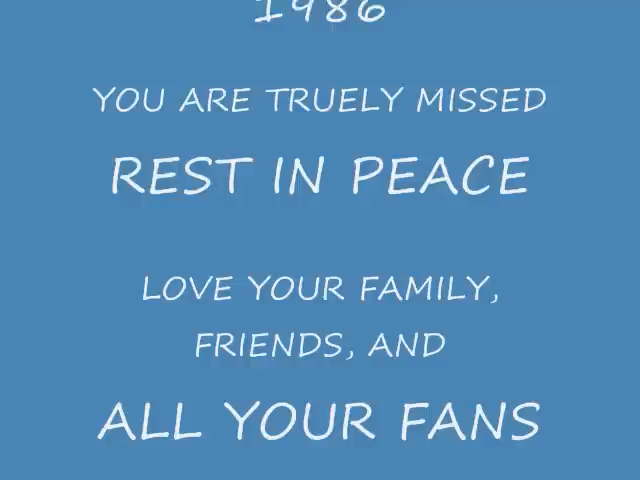 1986
YOU ARE TRUELY MISSED
REST IN PEACE
LOVE YOUR FAMILY,
FRIENDS, AND
ALL YOUR FANS